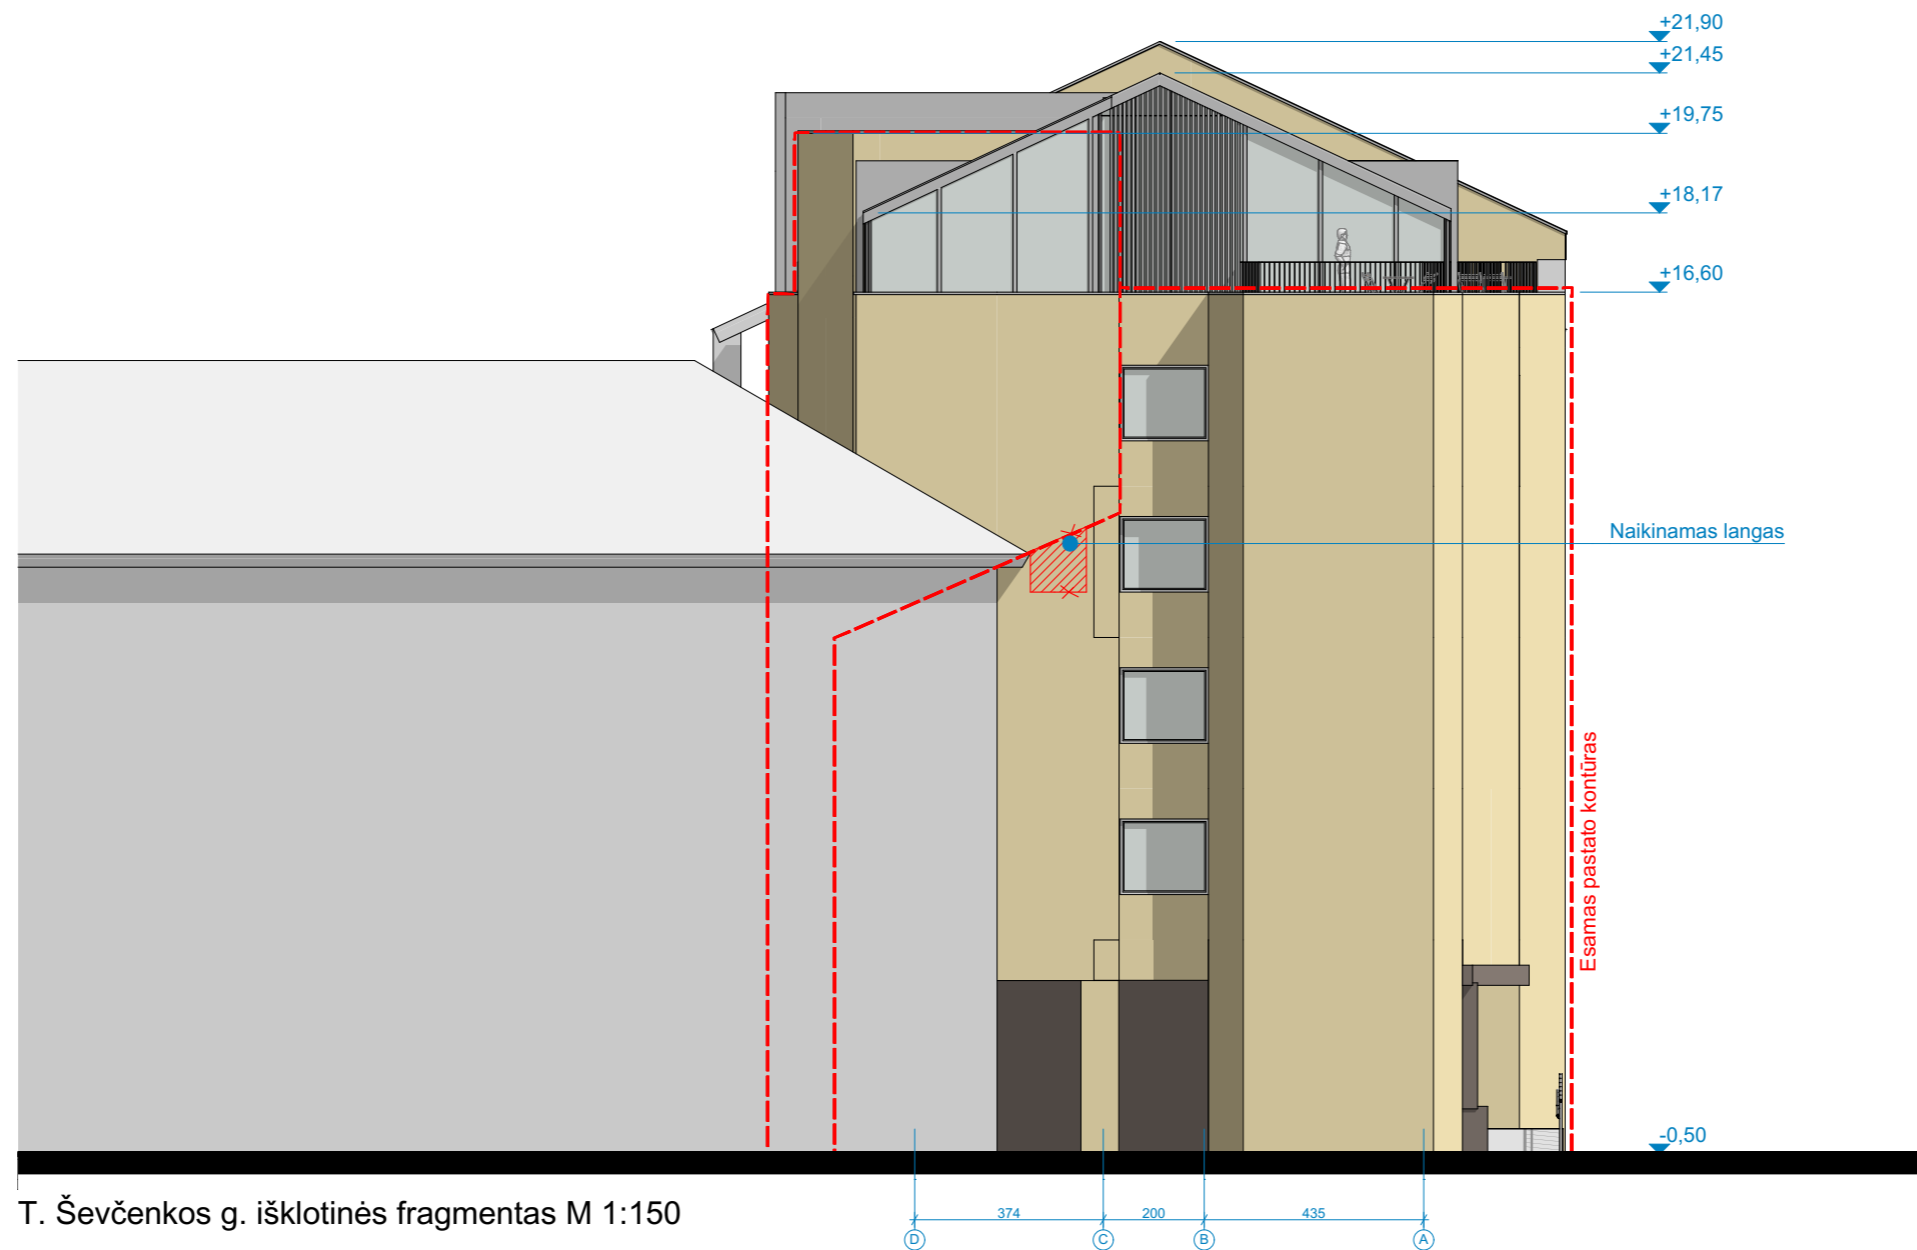 +21,90
+21,45
+19,75
+18,17
+16,60
Naikinamas langas
Esamas pastato kontūras
-0,50
T. Ševčenkos g. išklotinės fragmentas M 1:150
374 200 435
D C B A